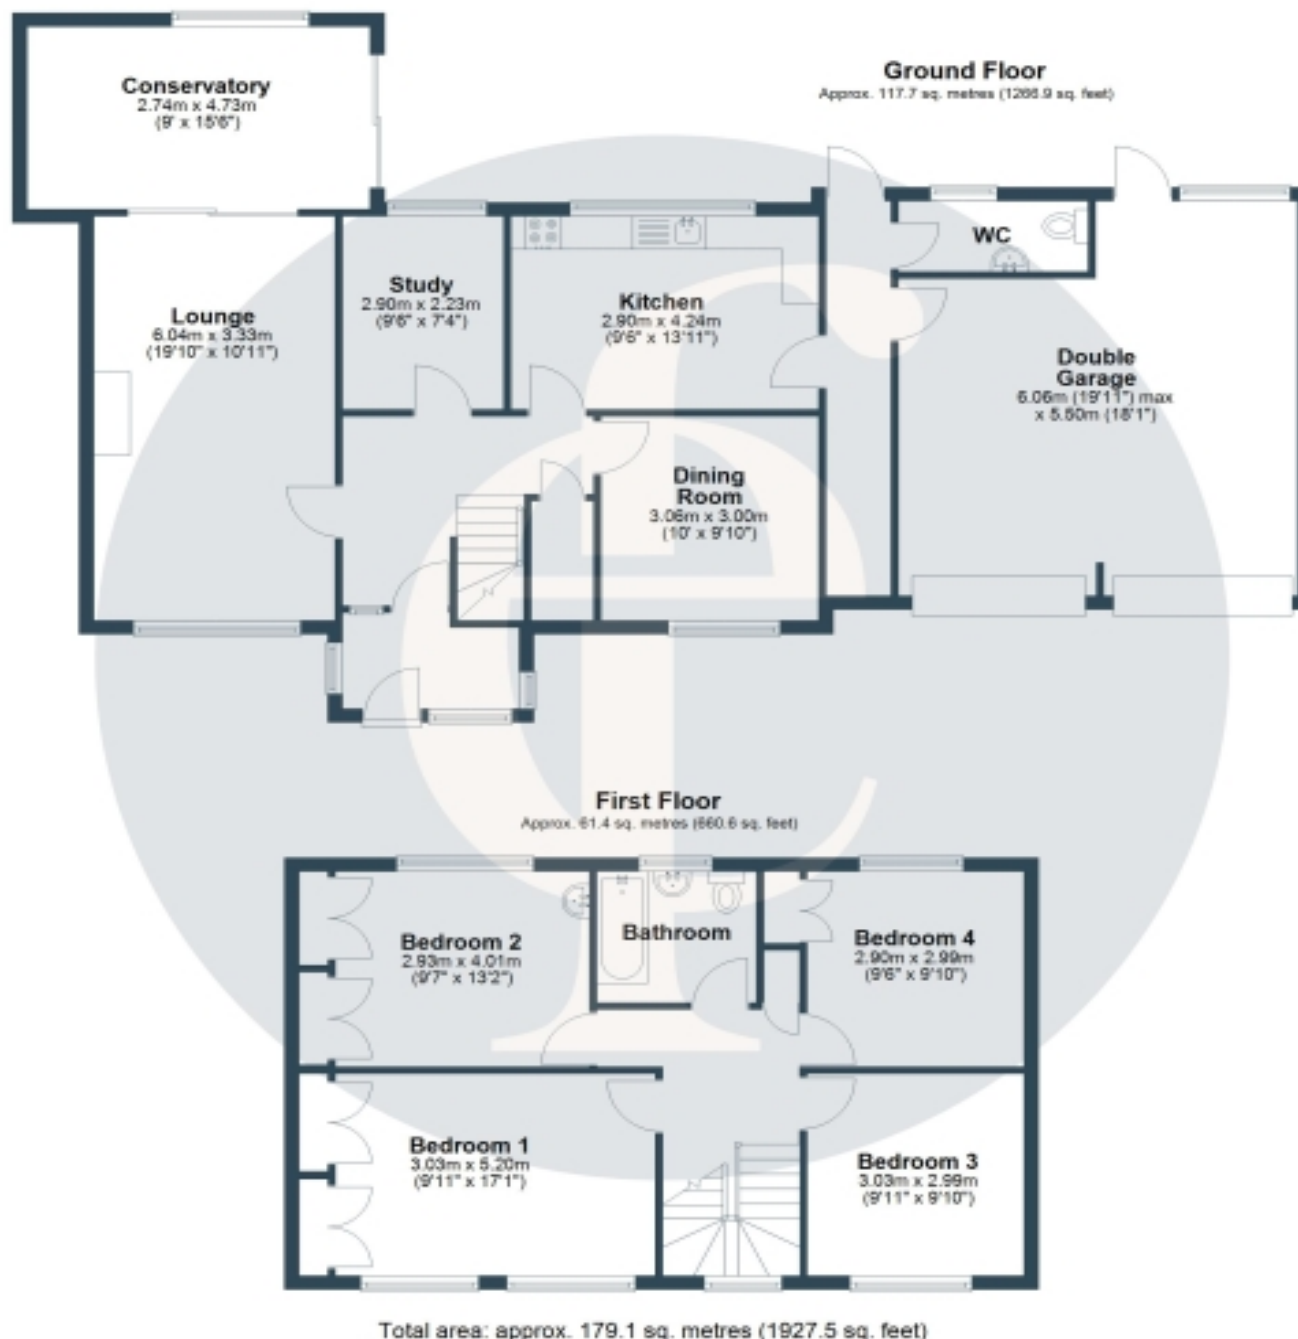 Ground Floor
Approx. 117.7 sq. metres (1266.9 sq. feet)
Conservatory
2.74m x 4.73m
(9' x 15'6")
WC
Study
2.90m x 2.23m
(9'6" x 7'4")
Kitchen
2.90m x 4.24m
(9'6" x 13'11")
Lounge
6.04m x 3.33m
(19'10" x 10'11")
Double
Garage
6.06m (19'11") max
x 5.50m (18'1")
Dining
Room
3.06m x 3.00m
(10' x 9'10")
First Floor
Approx. 61.4 sq. metres (660.6 sq. feet)
Bedroom 2
2.93m x 4.01m
(9'7" x 13'2")
Bathroom
Bedroom 4
2.90m x 2.99m
(9'6" x 9'10")
Bedroom 1
3.03m x 5.20m
(9'11" x 17'1")
Bedroom 3
3.03m x 2.99m
(9'11" x 9'10")
Total area: approx. 179.1 sq. metres (1927.5 sq. feet)